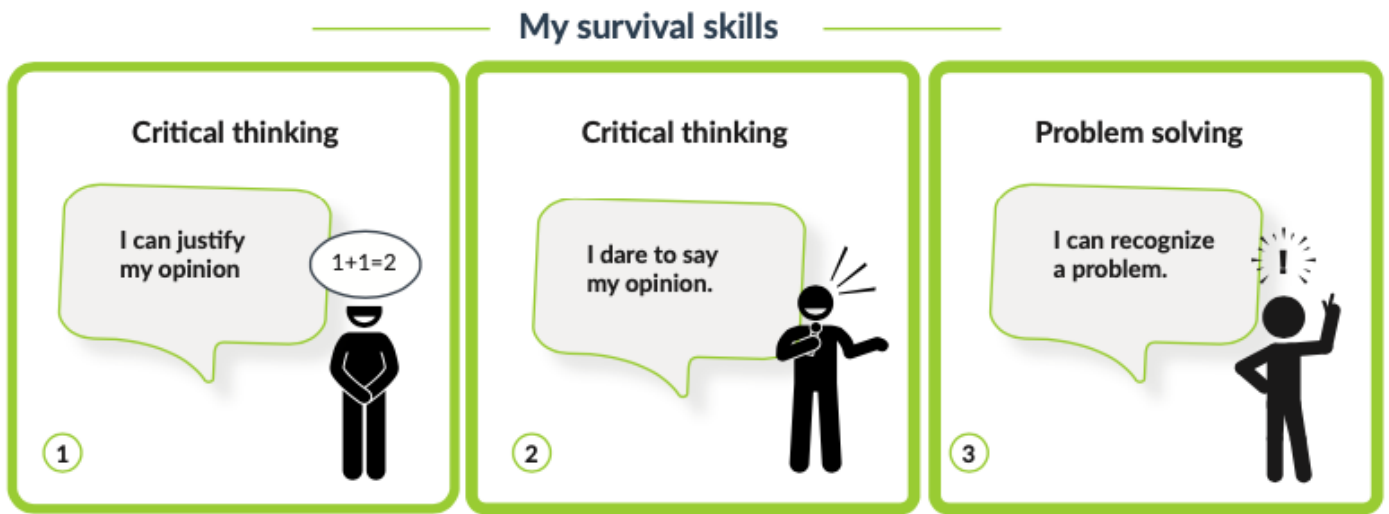 My survival skills
Critical thinking
I can justify
my opinion
1+1=2
1
Critical thinking
I dare to say
my opinion.
2
Problem solving
I can recognize
a problem.
!
3